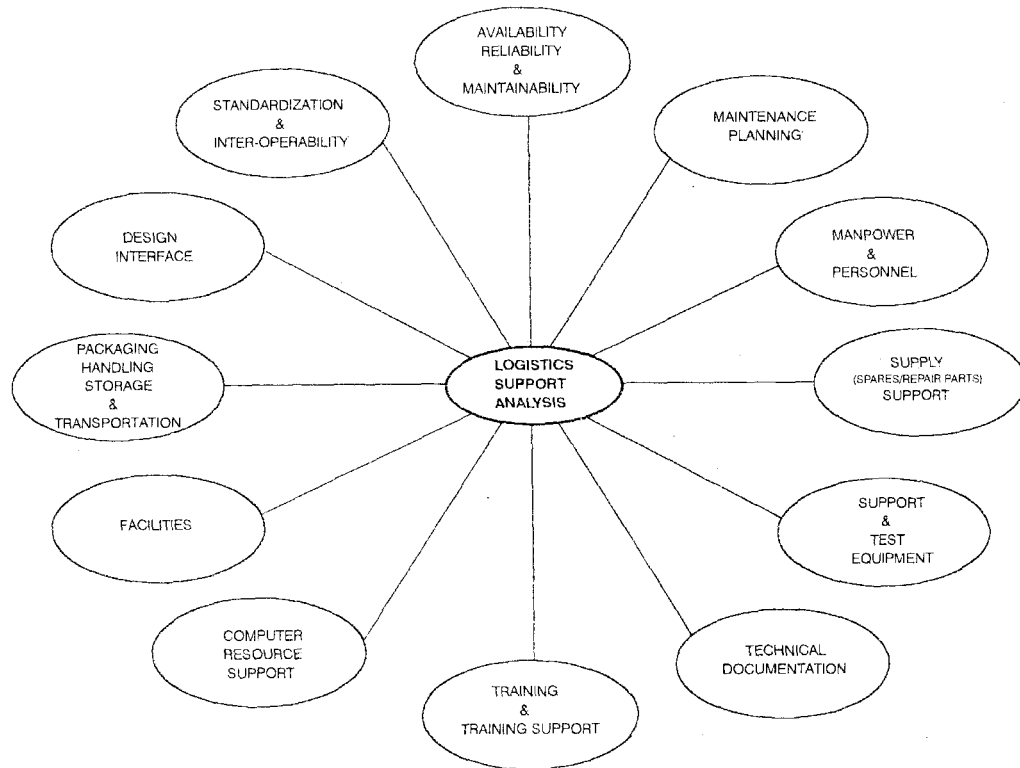 AVAILABILITY
RELIABILITY
&
MAINTAINABILITY
MAINTENANCE
PLANNING
MANPOWER
&
PERSONNEL
SUPPLY
(SPARES/REPAIR PARTS)
SUPPORT
SUPPORT
&
TEST
EQUIPMENT
TECHNICAL
DOCUMENTATION
TRAINING
&
TRAINING SUPPORT
COMPUTER
RESOURCE
SUPPORT
FACILITIES
PACKAGING
HANDLING
STORAGE
&
TRANSPORTATION
DESIGN
INTERFACE
STANDARDIZATION
&
INTER-OPERABILITY
LOGISTICS
SUPPORT
ANALYSIS